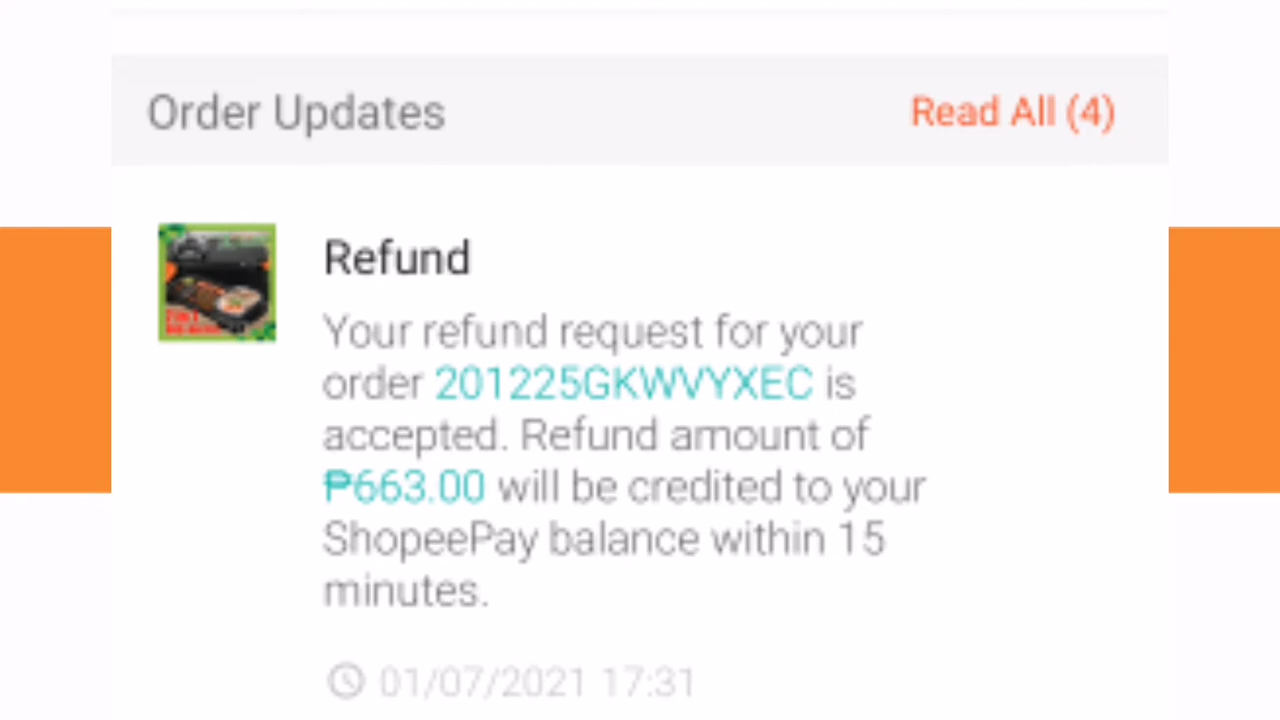 Order Updates
Read All (4)
Refund
Your refund request for your
order 201225GKWVYXEC is
accepted. Refund amount of
₱663.00 will be credited to your
ShopeePay balance within 15
minutes.
01/07/2021 17:31